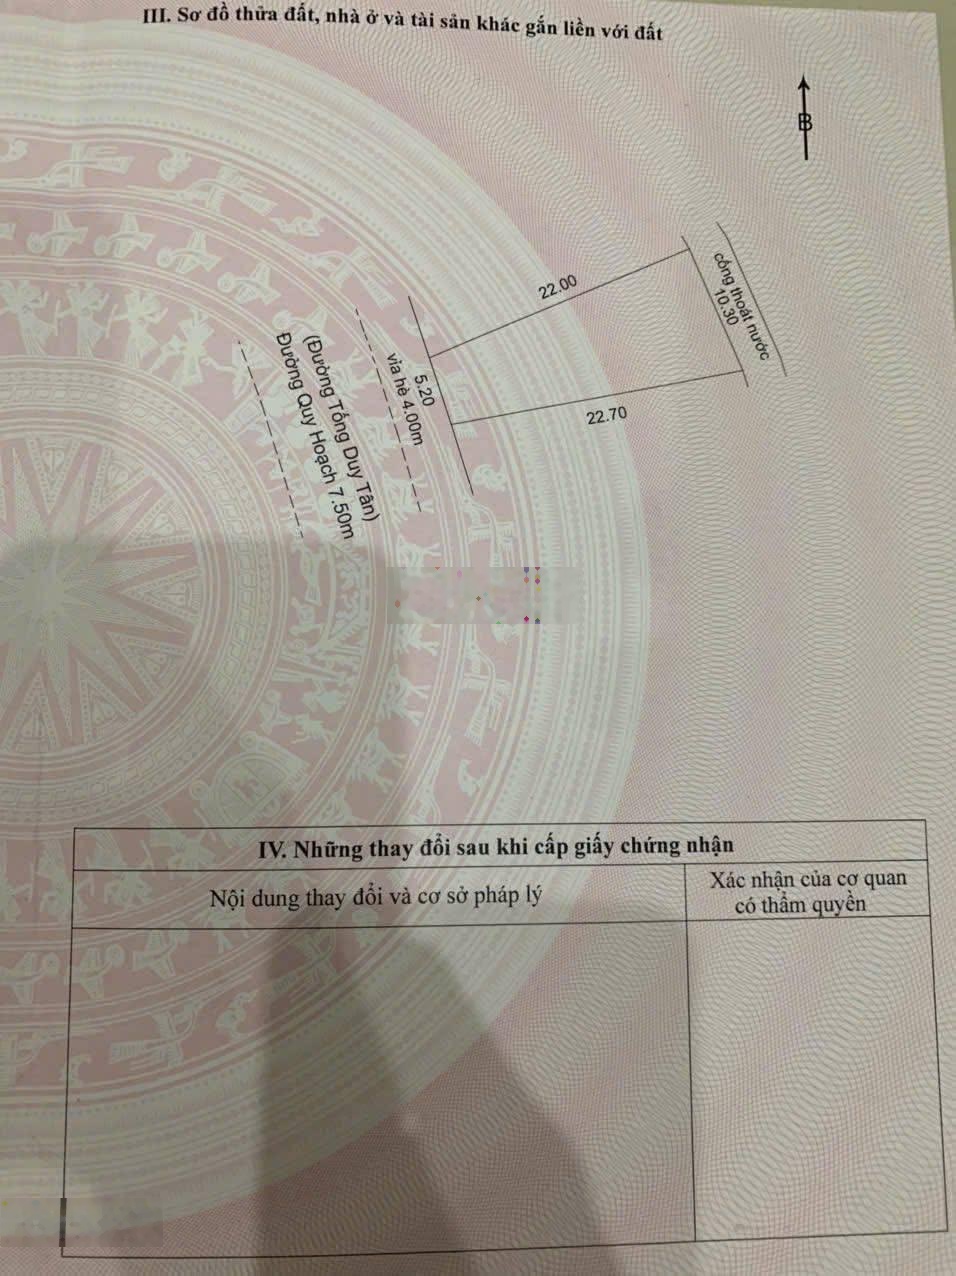 III. Sơ đồ thửa đất, nhà ở và tài sản khác gắn liền với đất
B
22.00
cống thoát nước
10.30
5.20
vỉa hè 4.00m
(Đường Tống Duy Tân)
Đường Quy Hoạch 7.50m
22.70
IV. Những thay đổi sau khi cấp giấy chứng nhận
Nội dung thay đổi và cơ sở pháp lý
Xác nhận của cơ quan
có thẩm quyền